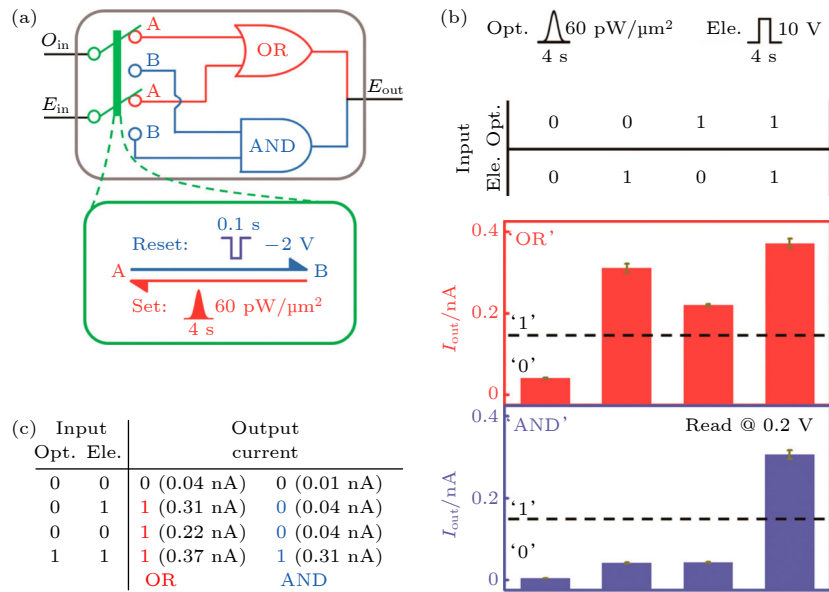 (a)
O_in
E_in
A
B
A
B
OR
AND
E_out
0.1 s
Reset: −2 V
A B
Set: 60 pW/μm²
4 s
(b)
Opt. 60 pW/μm² Ele. 10 V
4 s 4 s
Input
Opt. 0 0 1 1
Ele. 0 1 0 1
0.4
'OR'
I_out/nA
0.2
'1'
'0'
0
0.4
'AND' Read @ 0.2 V
I_out/nA
0.2
'1'
'0'
0
(c) Input Output
Opt. Ele. current
0 0 0 (0.04 nA) 0 (0.01 nA)
0 1 1 (0.31 nA) 0 (0.04 nA)
0 0 1 (0.22 nA) 0 (0.04 nA)
1 1 1 (0.37 nA) 1 (0.31 nA)
OR AND